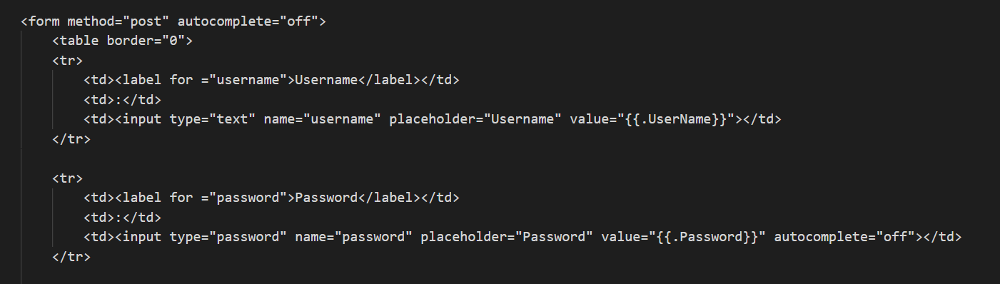 <form method="post" autocomplete="off">
<table border="0">
<tr>
<td><label for ="username">Username</label></td>
<td>:</td>
<td><input type="text" name="username" placeholder="Username" value="{{.UserName}}"></td>
</tr>
<tr>
<td><label for ="password">Password</label></td>
<td>:</td>
<td><input type="password" name="password" placeholder="Password" value="{{.Password}}" autocomplete="off"></td>
</tr>